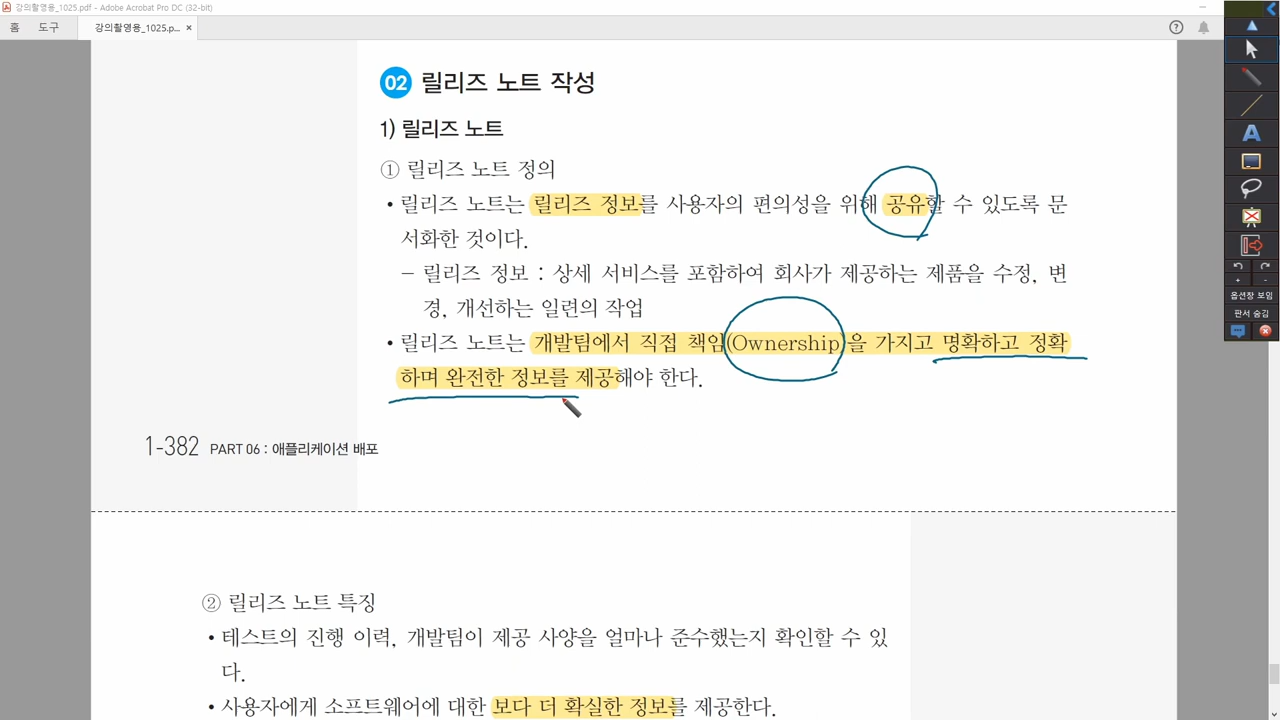 강의촬영용_1025.pdf - Adobe Acrobat Pro DC (32-bit)
홈 도구 강의촬영용_1025.p... ×
02 릴리즈 노트 작성
1) 릴리즈 노트
① 릴리즈 노트 정의
• 릴리즈 노트는 릴리즈 정보를 사용자의 편의성을 위해 공유할 수 있도록 문
서화한 것이다.
– 릴리즈 정보 : 상세 서비스를 포함하여 회사가 제공하는 제품을 수정, 변
경, 개선하는 일련의 작업
• 릴리즈 노트는 개발팀에서 직접 책임(Ownership)을 가지고 명확하고 정확
하며 완전한 정보를 제공해야 한다.
1-382 PART 06 : 애플리케이션 배포
② 릴리즈 노트 특징
• 테스트의 진행 이력, 개발팀이 제공 사양을 얼마나 준수했는지 확인할 수 있
다.
• 사용자에게 소프트웨어에 대한 보다 더 확실한 정보를 제공한다.
A
옵션창 보임
판서 숨김